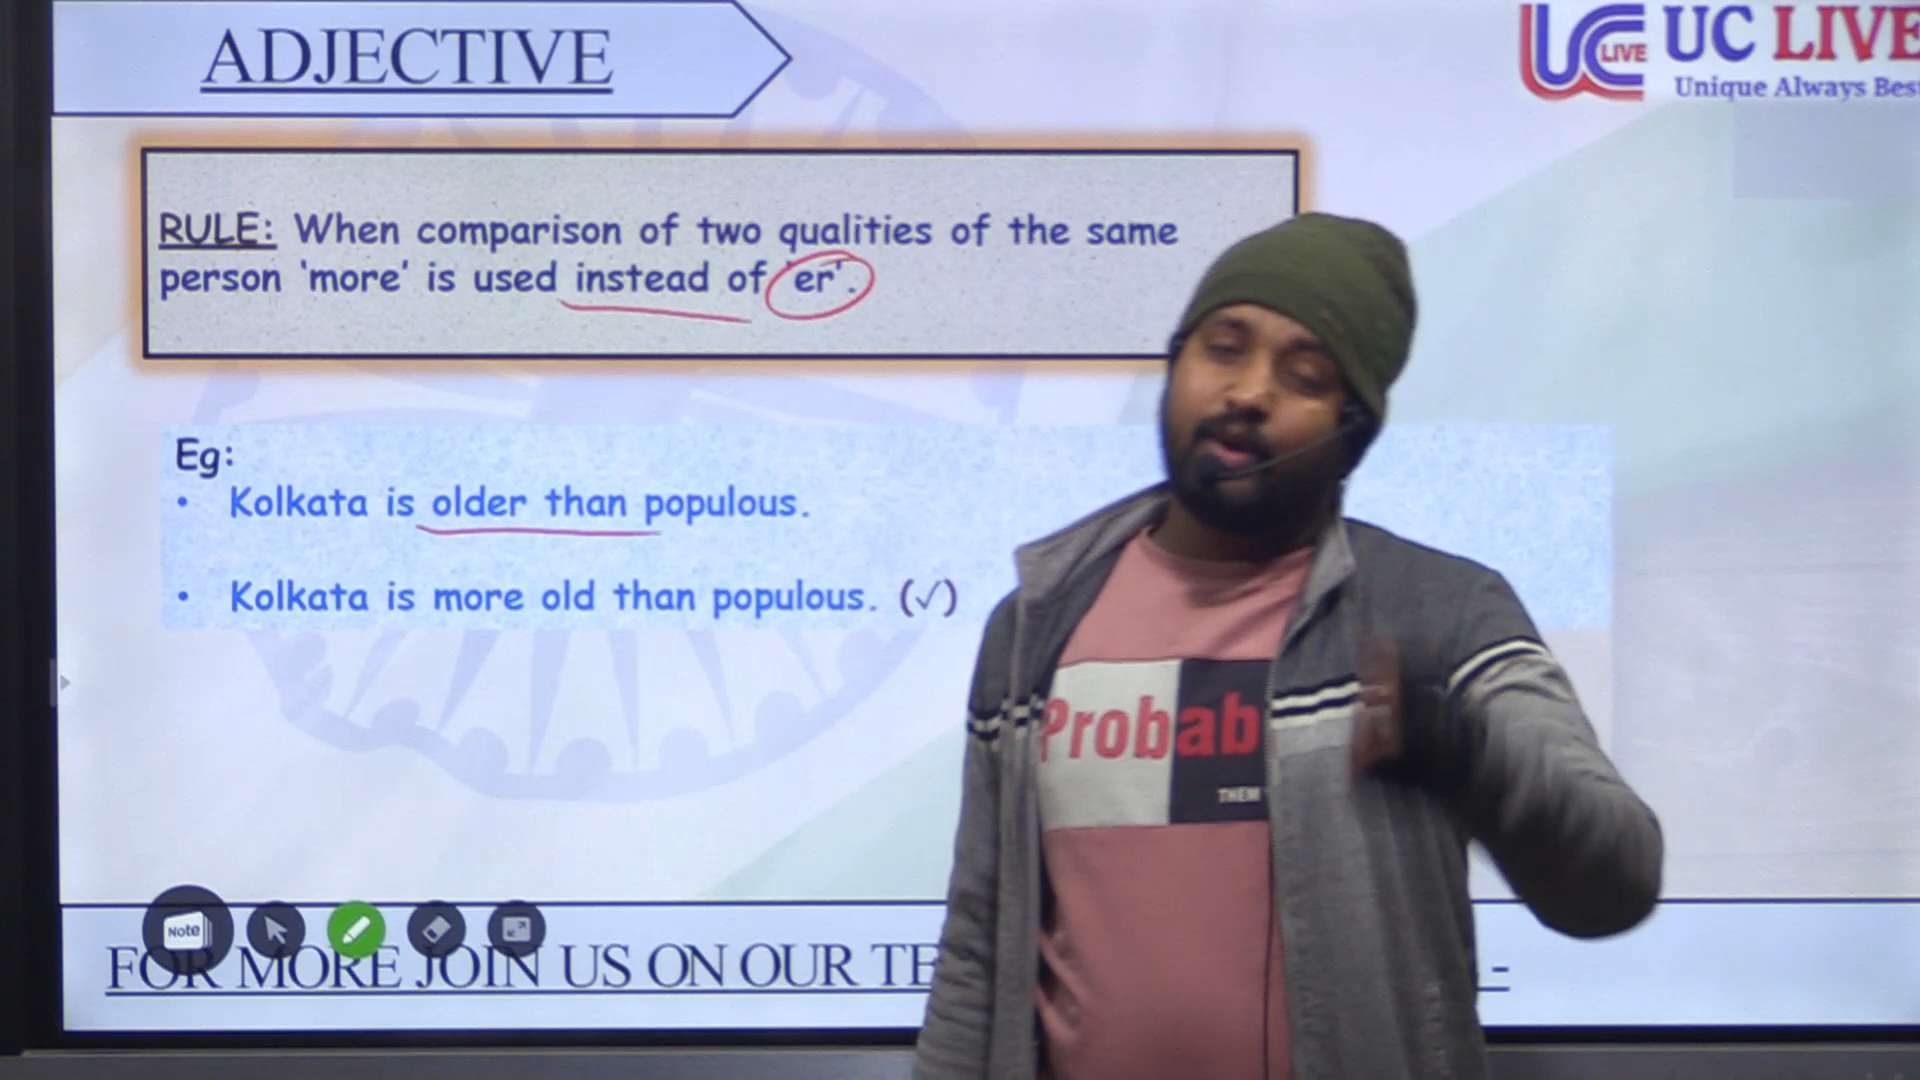 ADJECTIVE
UC LIVE
LIVE
Unique Always Best
RULE: When comparison of two qualities of the same
person 'more' is used instead of 'er'.
Eg:
• Kolkata is older than populous.
• Kolkata is more old than populous. (✓)
Probab
THEM
Note
FOR MORE JOIN US ON OUR TE